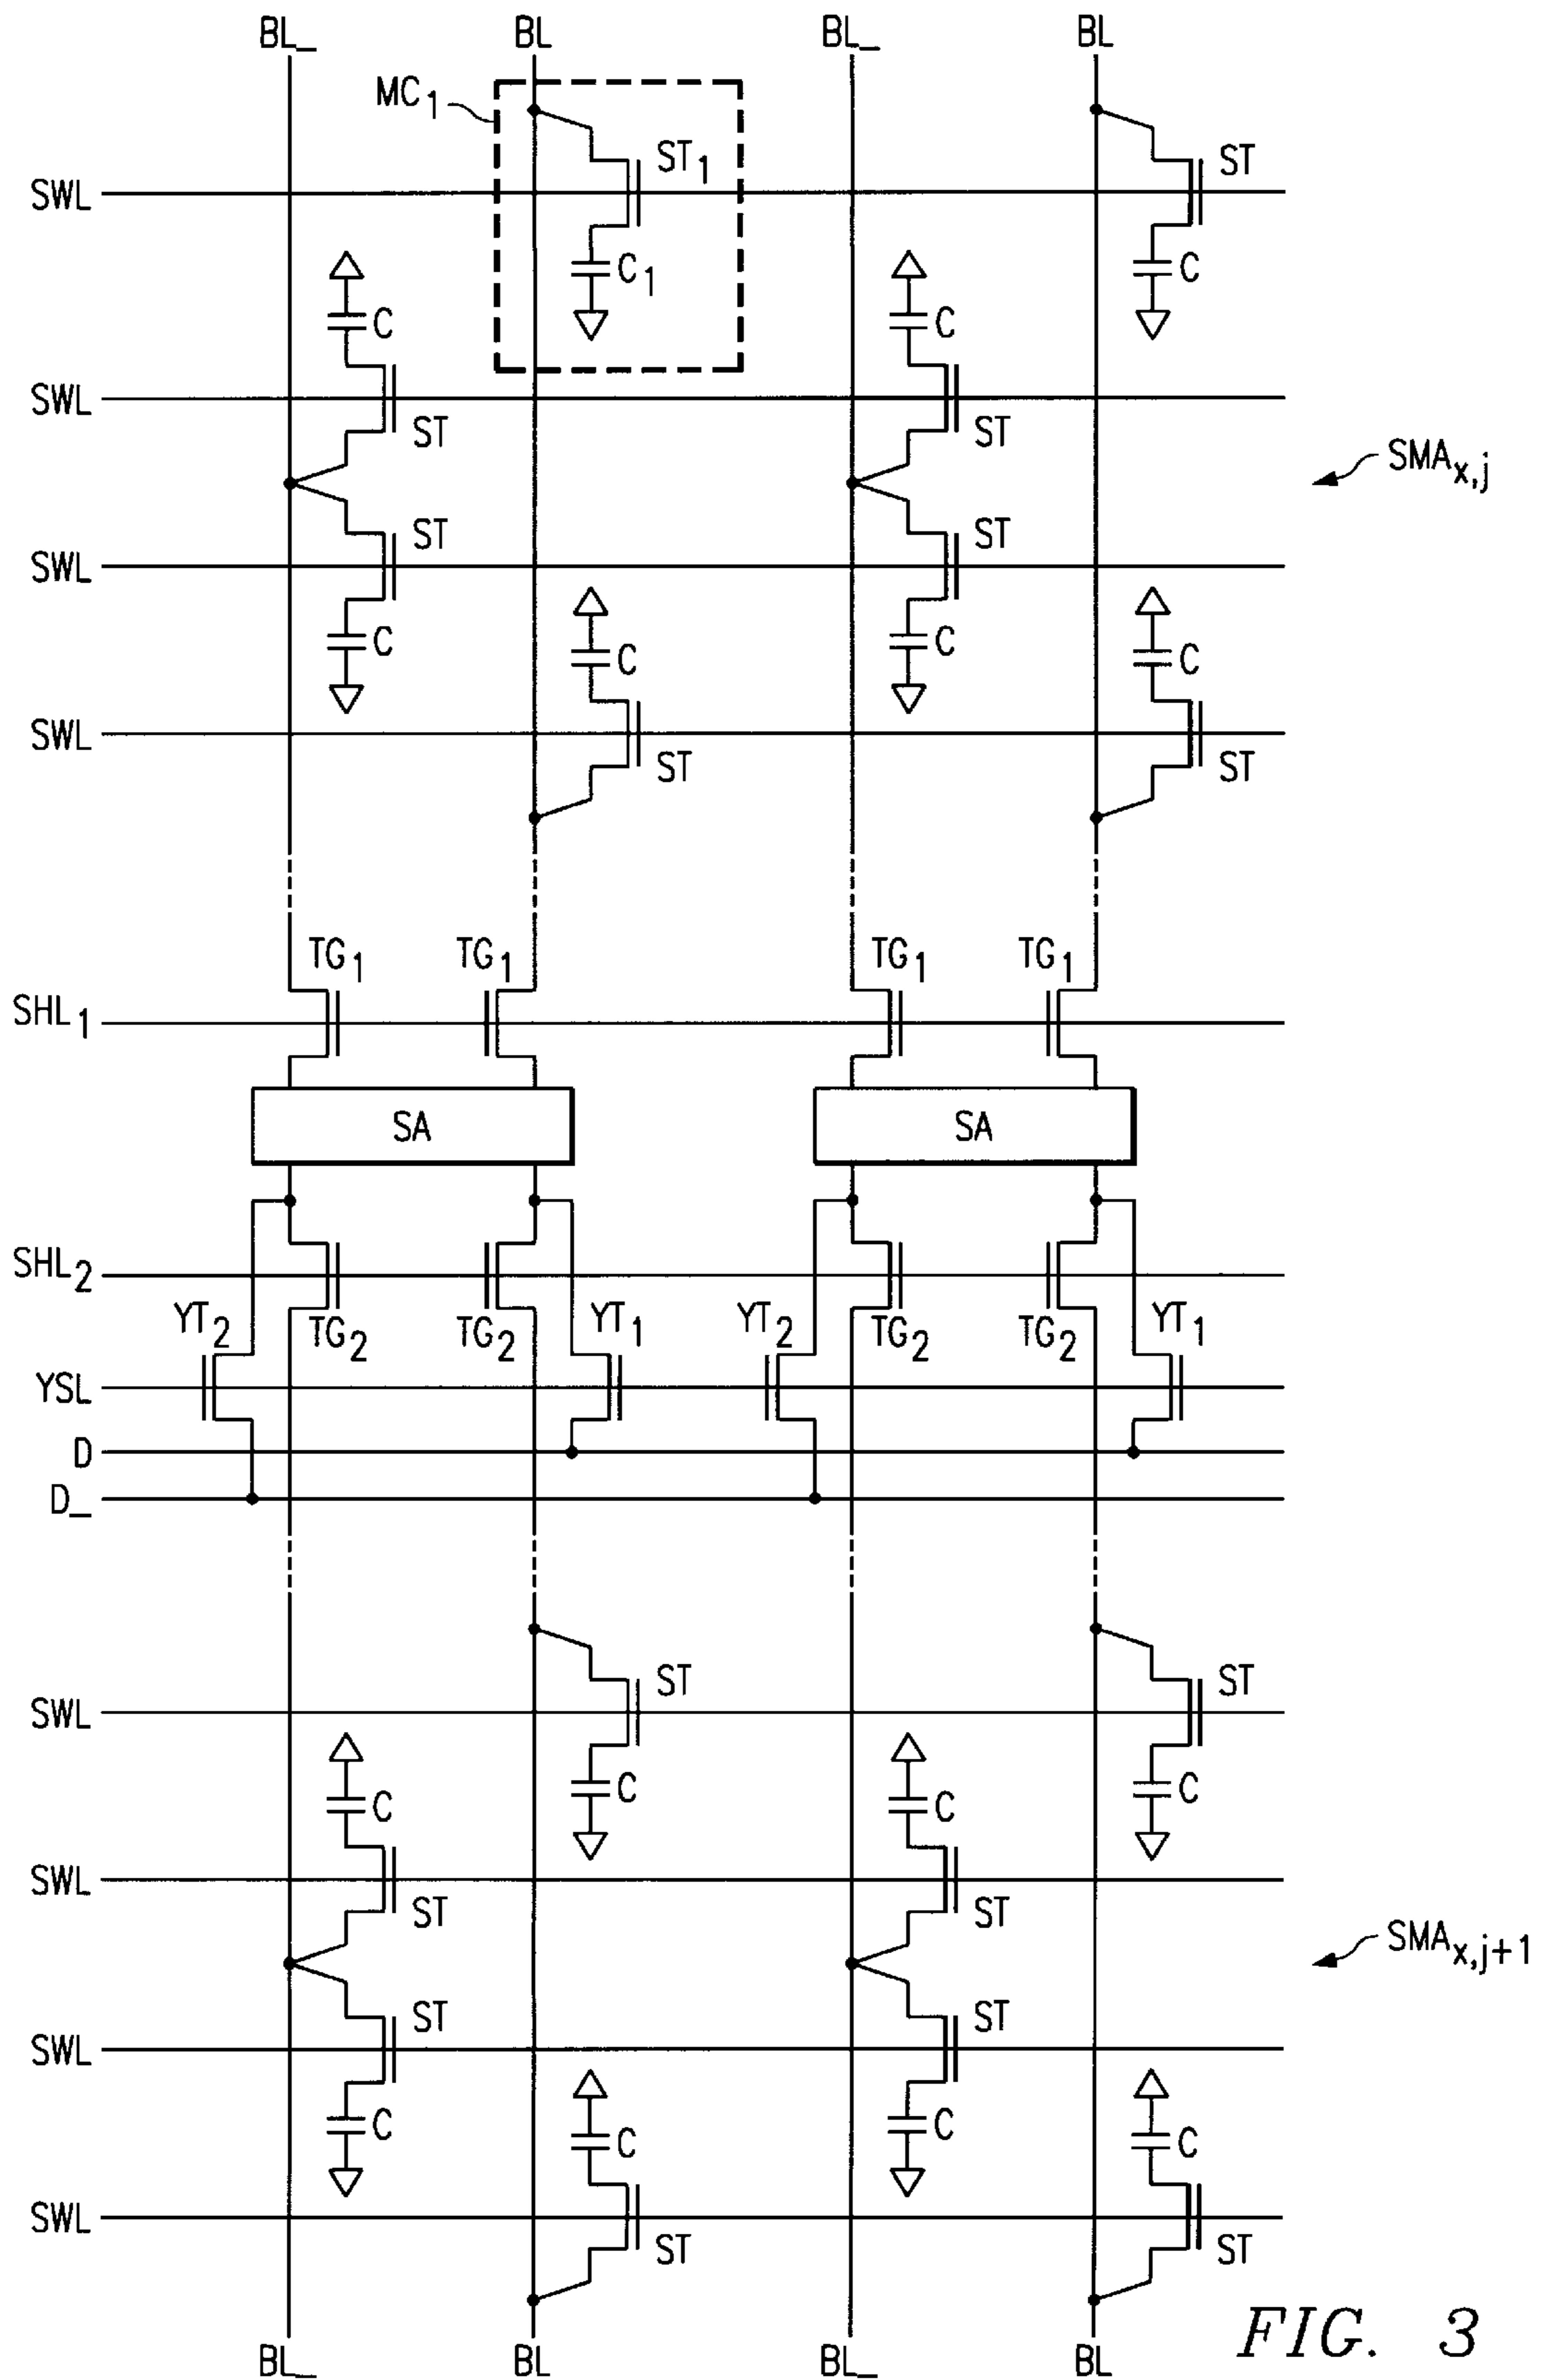 BL_ BL BL_ BL
MC1
ST1 ST
SWL
C1 C
C C
SWL
ST ST
SMAx,j
ST ST
SWL
C C
C C
SWL
ST ST
TG1 TG1 TG1 TG1
SHL1
SA SA
SHL2
YT2 TG2 TG2 YT1 YT2 TG2 TG2 YT1
YSL
D
D_
ST ST
SWL
C C
C C
SWL
ST ST
SMAx,j+1
ST ST
SWL
C C
C C
SWL
ST ST
BL_ BL BL_ BL
FIG. 3